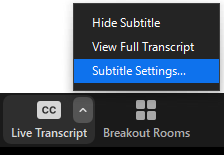 Hide Subtitle
View Full Transcript
Subtitle Settings...
CC
Live Transcript
Breakout Rooms